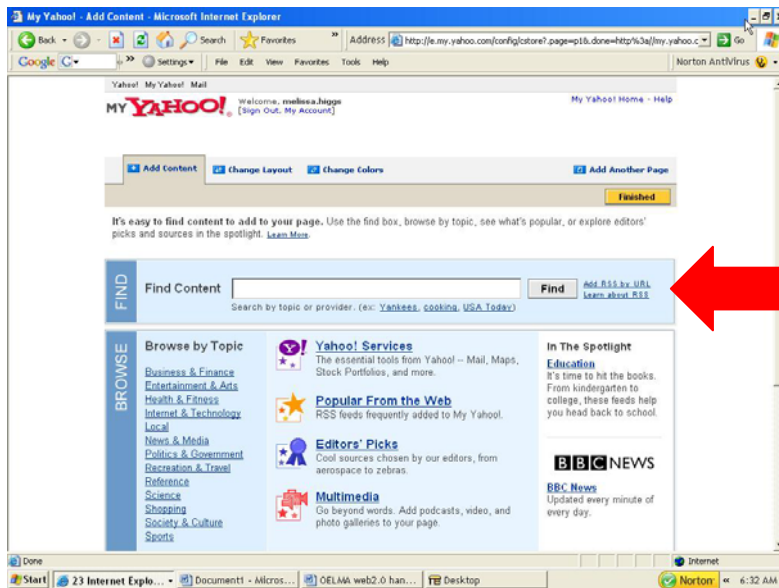 My Yahoo! - Add Content - Microsoft Internet Explorer
Back Search Favorites » Address http://e.my.yahoo.com/config/cstore?.page=p1&.done=http%3a//my.yahoo.c Go
Google G » Settings File Edit View Favorites Tools Help Norton AntiVirus
Yahoo! My Yahoo! Mail
MY YAHOO! Welcome, melissa.higgs
[Sign Out, My Account]
My Yahoo! Home - Help
Add Content Change Layout Change Colors Add Another Page
Finished
It's easy to find content to add to your page. Use the find box, browse by topic, see what's popular, or explore editors'
picks and sources in the spotlight. Learn More.
FIND
Find Content Find Add RSS by URL
Learn about RSS
Search by topic or provider. (ex: Yankees, cooking, USA Today)
BROWSE
Browse by Topic
Business & Finance
Entertainment & Arts
Health & Fitness
Internet & Technology
Local
News & Media
Politics & Government
Recreation & Travel
Reference
Science
Shopping
Society & Culture
Sports
Y!
Yahoo! Services
The essential tools from Yahoo! -- Mail, Maps,
Stock Portfolios, and more.
Popular From the Web
RSS feeds frequently added to My Yahoo!.
Editors' Picks
Cool sources chosen by our editors, from
aerospace to zebras.
Multimedia
Go beyond words. Add podcasts, video, and
photo galleries to your page.
In The Spotlight
Education
It's time to hit the books.
From kindergarten to
college, these feeds help
you head back to school.
BBC NEWS
BBC News
Updated every minute of
every day.
Done Internet
Start 23 Internet Explo... Document1 - Micros... OELMA web2.0 han... Desktop Norton « 6:32 AM